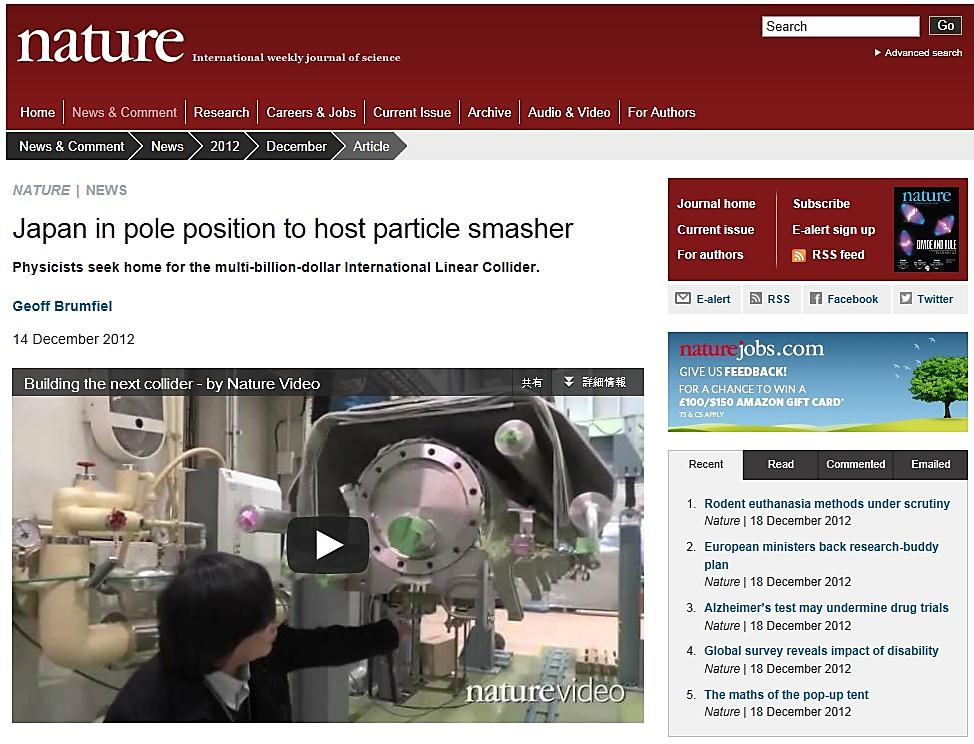 nature International weekly journal of science
Search Go
Advanced search
Home News & Comment Research Careers & Jobs Current Issue Archive Audio & Video For Authors
News & Comment News 2012 December Article
NATURE | NEWS
Japan in pole position to host particle smasher
Physicists seek home for the multi-billion-dollar International Linear Collider.
Geoff Brumfiel
14 December 2012
Building the next collider - by Nature Video 共有 詳細情報
naturevideo
Journal home
Current issue
For authors
Subscribe
E-alert sign up
RSS feed
nature
DIVIDE AND RULE
E-alert RSS Facebook Twitter
naturejobs.com
GIVE US FEEDBACK!
FOR A CHANCE TO WIN A
£100/$150 AMAZON GIFT CARD*
TS & CS APPLY
Recent Read Commented Emailed
1. Rodent euthanasia methods under scrutiny
Nature | 18 December 2012
2. European ministers back research-buddy
plan
Nature | 18 December 2012
3. Alzheimer's test may undermine drug trials
Nature | 18 December 2012
4. Global survey reveals impact of disability
Nature | 18 December 2012
5. The maths of the pop-up tent
Nature | 18 December 2012